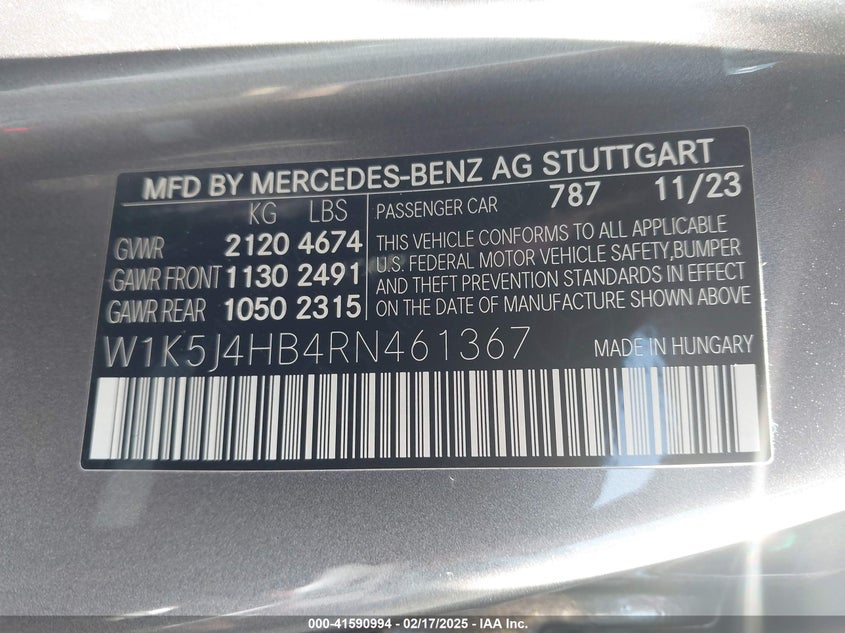 MFD BY MERCEDES-BENZ AG STUTTGART
KG LBS PASSENGER CAR 787 11/23
GVWR 2120 4674
GAWR FRONT 1130 2491
GAWR REAR 1050 2315
THIS VEHICLE CONFORMS TO ALL APPLICABLE
U.S. FEDERAL MOTOR VEHICLE SAFETY,BUMPER
AND THEFT PREVENTION STANDARDS IN EFFECT
ON THE DATE OF MANUFACTURE SHOWN ABOVE
W1K5J4HB4RN461367 MADE IN HUNGARY
000-41590994 - 02/17/2025 - IAA Inc.